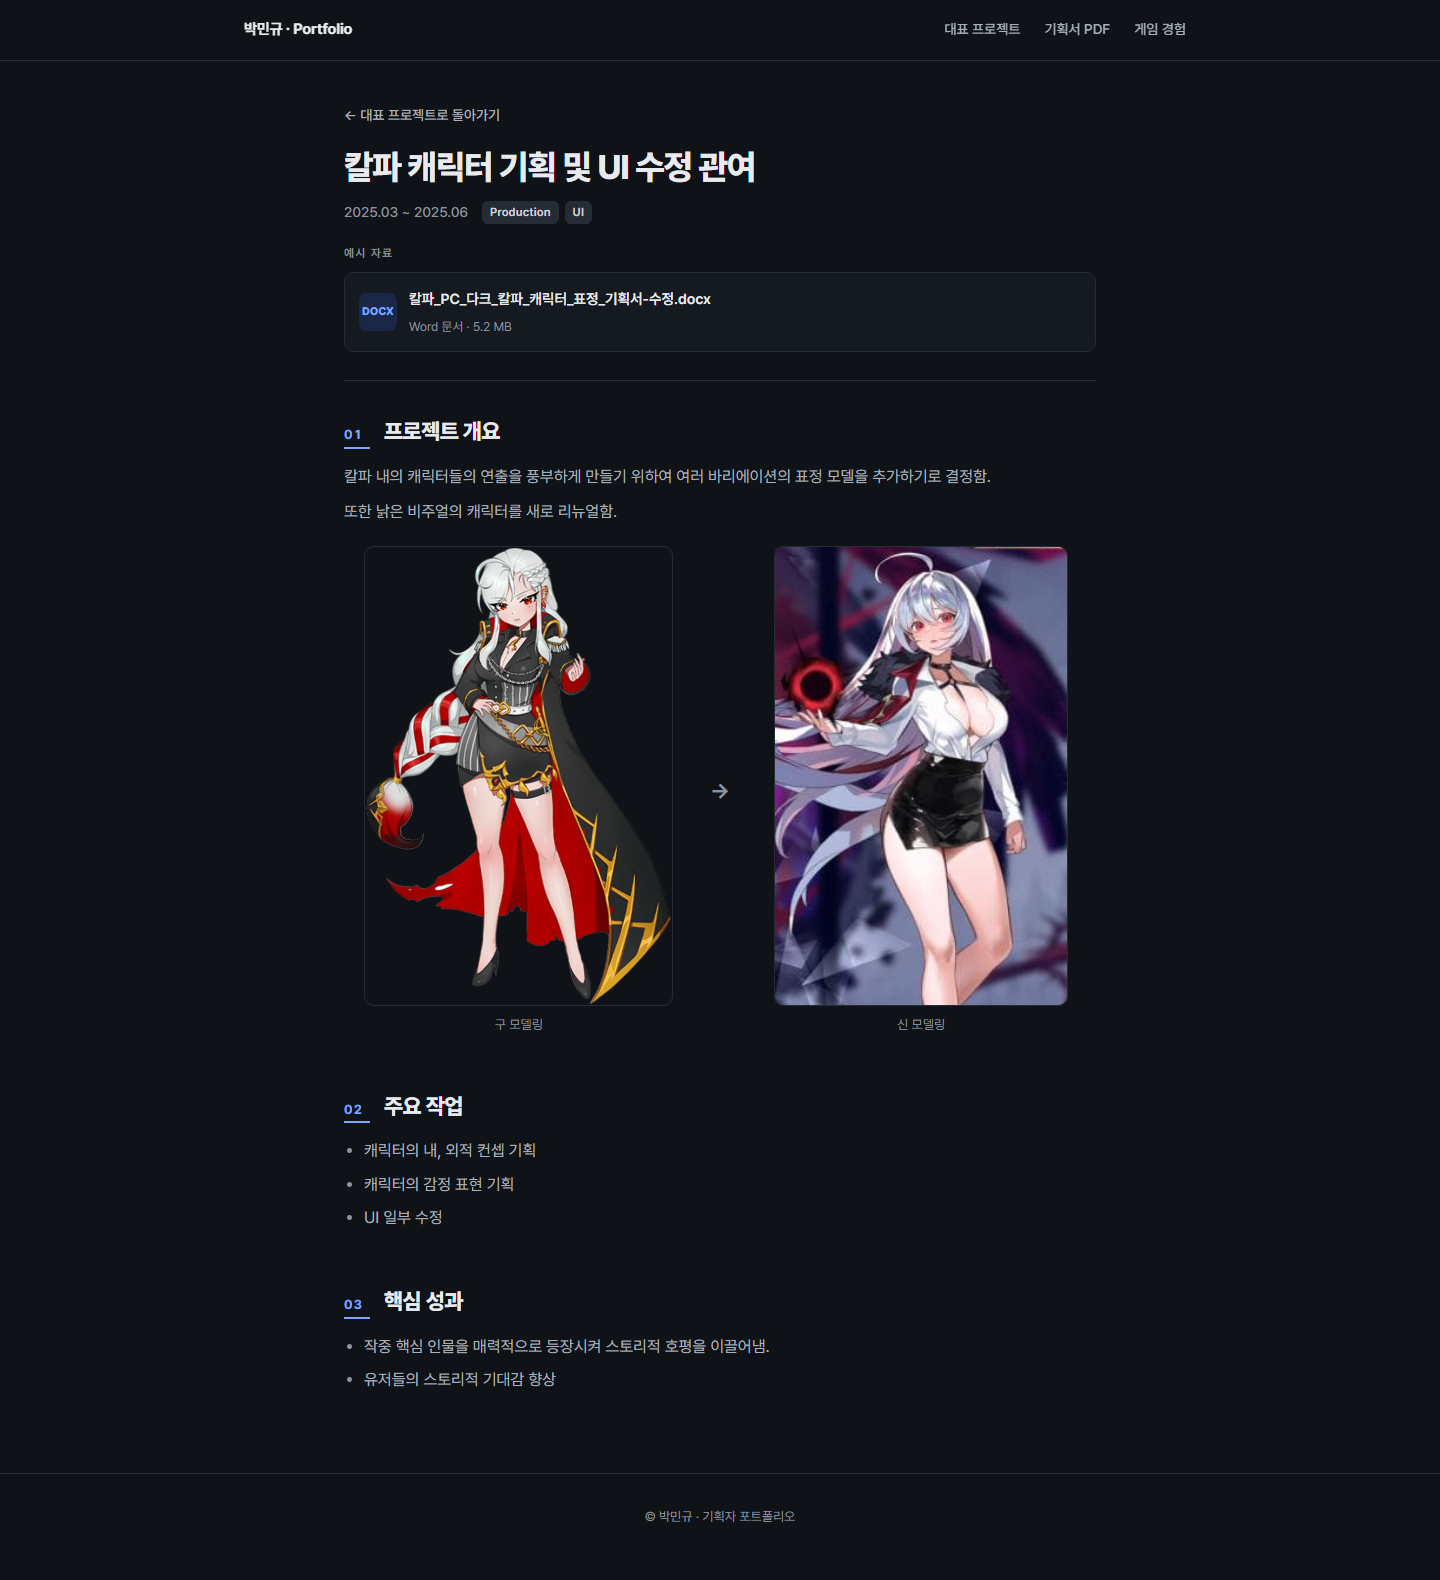 박민규 · Portfolio
대표 프로젝트
기획서 PDF
게임 경험
← 대표 프로젝트로 돌아가기
칼파 캐릭터 기획 및 UI 수정 관여
2025.03 ~ 2025.06
Production
UI
예시 자료
DOCX
칼파_PC_다크_칼파_캐릭터_표정_기획서-수정.docx
Word 문서 · 5.2 MB
01 프로젝트 개요
칼파 내의 캐릭터들의 연출을 풍부하게 만들기 위하여 여러 바리에이션의 표정 모델을 추가하기로 결정함.
또한 낡은 비주얼의 캐릭터를 새로 리뉴얼함.
→
구 모델링
신 모델링
02 주요 작업
• 캐릭터의 내, 외적 컨셉 기획
• 캐릭터의 감정 표현 기획
• UI 일부 수정
03 핵심 성과
• 작중 핵심 인물을 매력적으로 등장시켜 스토리적 호평을 이끌어냄.
• 유저들의 스토리적 기대감 향상
© 박민규 · 기획자 포트폴리오